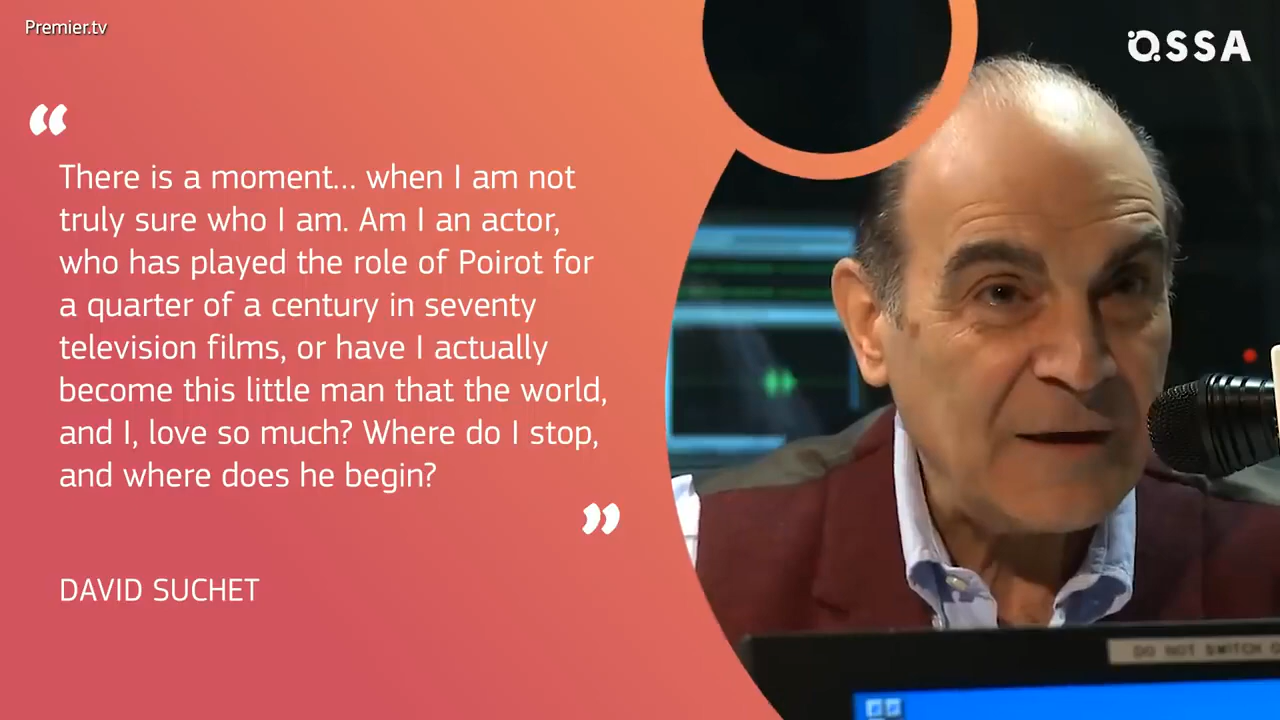 Premier.tv
OSSA
“
There is a moment... when I am not
truly sure who I am. Am I an actor,
who has played the role of Poirot for
a quarter of a century in seventy
television films, or have I actually
become this little man that the world,
and I, love so much? Where do I stop,
and where does he begin?
”
DAVID SUCHET
DO NOT SWITCH